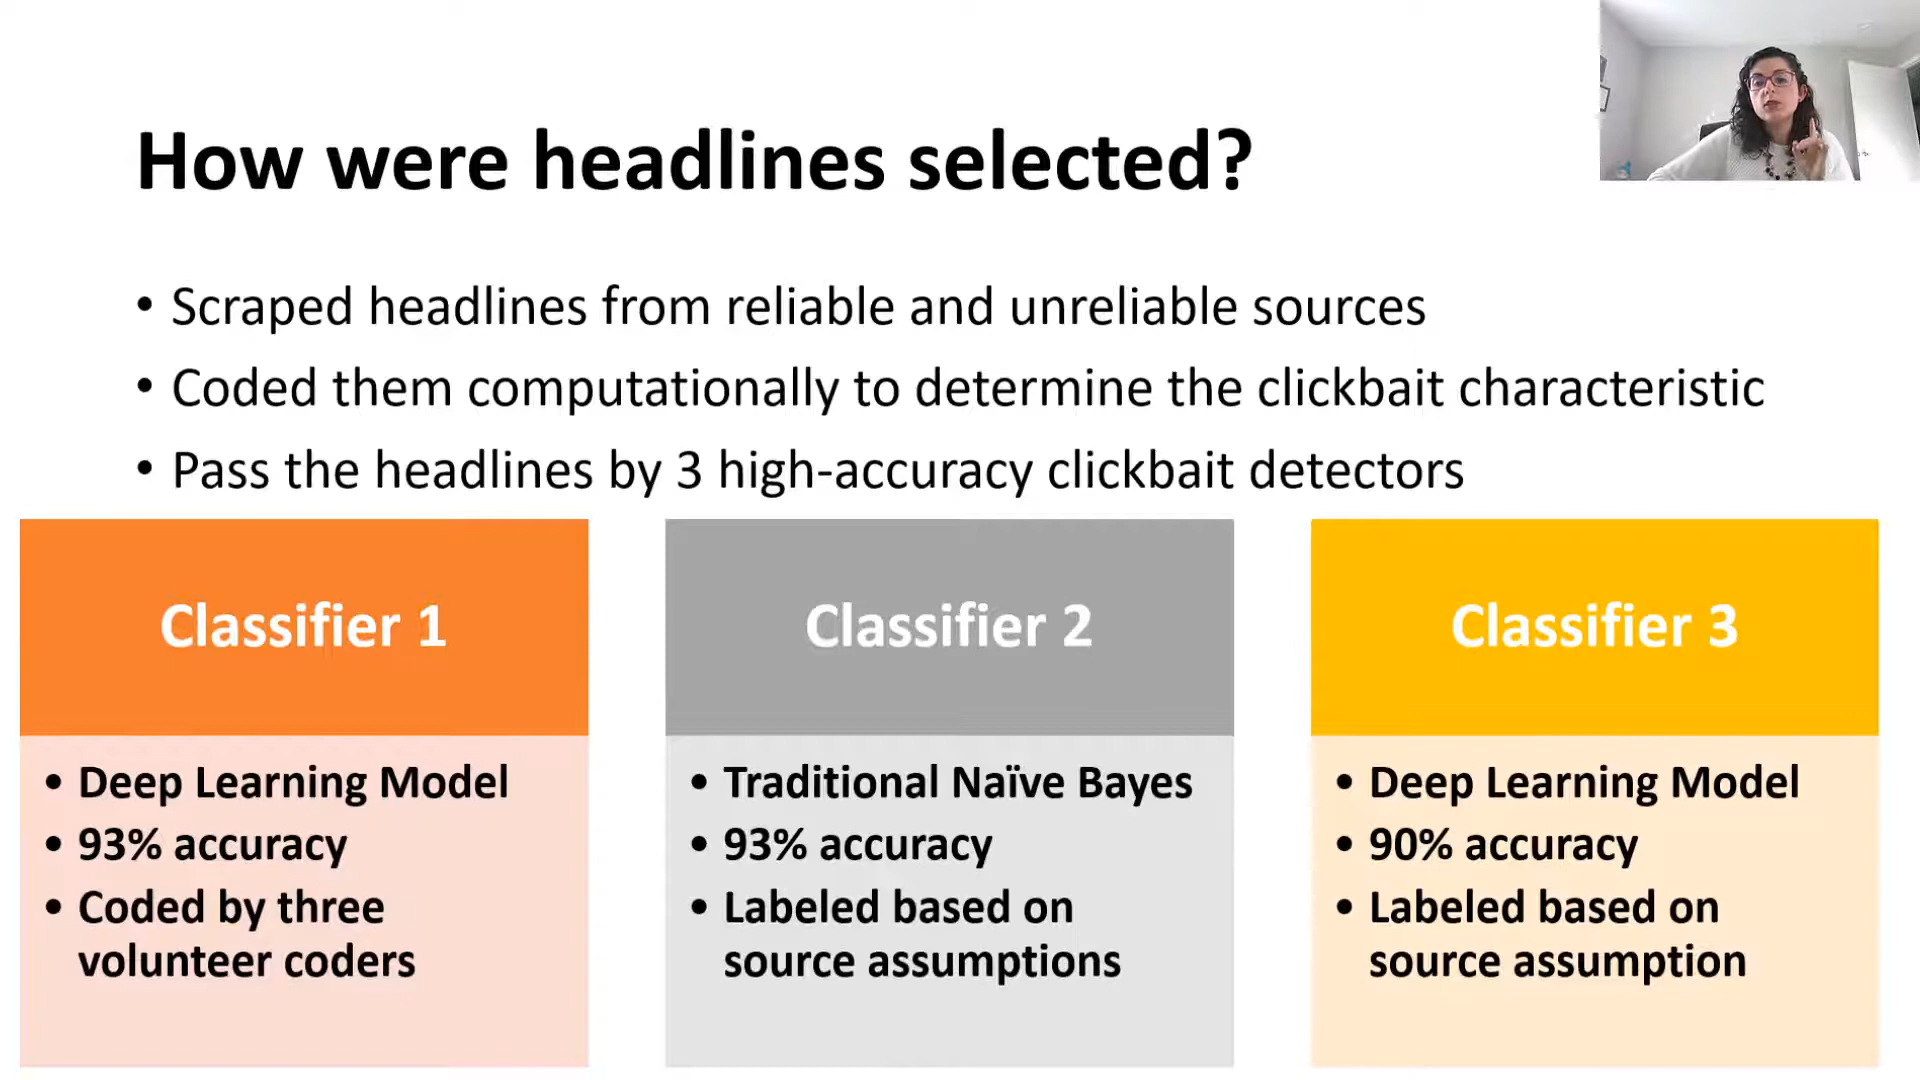 How were headlines selected?
• Scraped headlines from reliable and unreliable sources
• Coded them computationally to determine the clickbait characteristic
• Pass the headlines by 3 high-accuracy clickbait detectors
Classifier 1
• Deep Learning Model
• 93% accuracy
• Coded by three
volunteer coders
Classifier 2
• Traditional Naïve Bayes
• 93% accuracy
• Labeled based on
source assumptions
Classifier 3
• Deep Learning Model
• 90% accuracy
• Labeled based on
source assumption